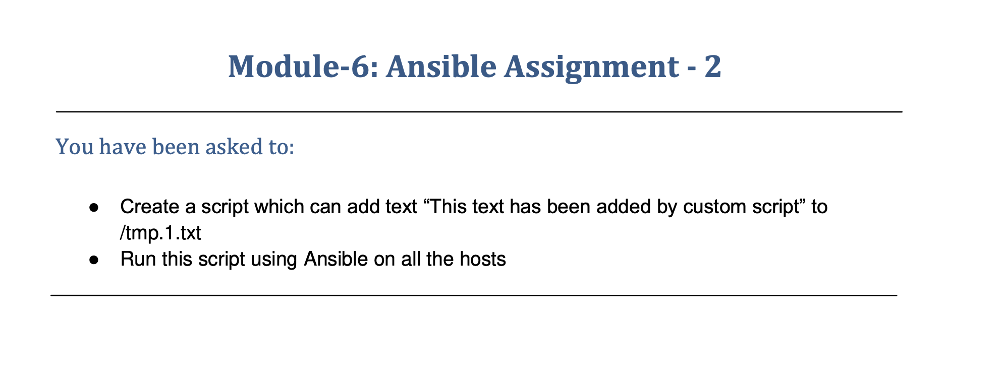 Module-6: Ansible Assignment - 2
You have been asked to:
● Create a script which can add text “This text has been added by custom script” to
/tmp.1.txt
● Run this script using Ansible on all the hosts